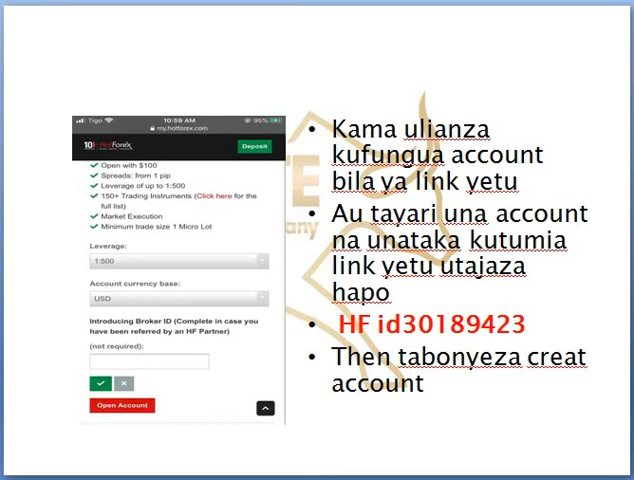 Tigo 10:59 AM 96%
my.hotforex.com
10 HotForex Deposit
Open with $100
Spreads: from 1 pip
Leverage of up to 1:500
150+ Trading Instruments (Click here for the
full list)
Market Execution
Minimum trade size 1 Micro Lot
Leverage:
1:500
Account currency base:
USD
Introducing Broker ID (Complete in case you
have been referred by an HF Partner)
(not required):
Open Account
• Kama ulianza
kufungua account
bila ya link yetu
• Au tayari una account
na unataka kutumia
link yetu utajaza
hapo
• HF id30189423
• Then tabonyeza creat
account